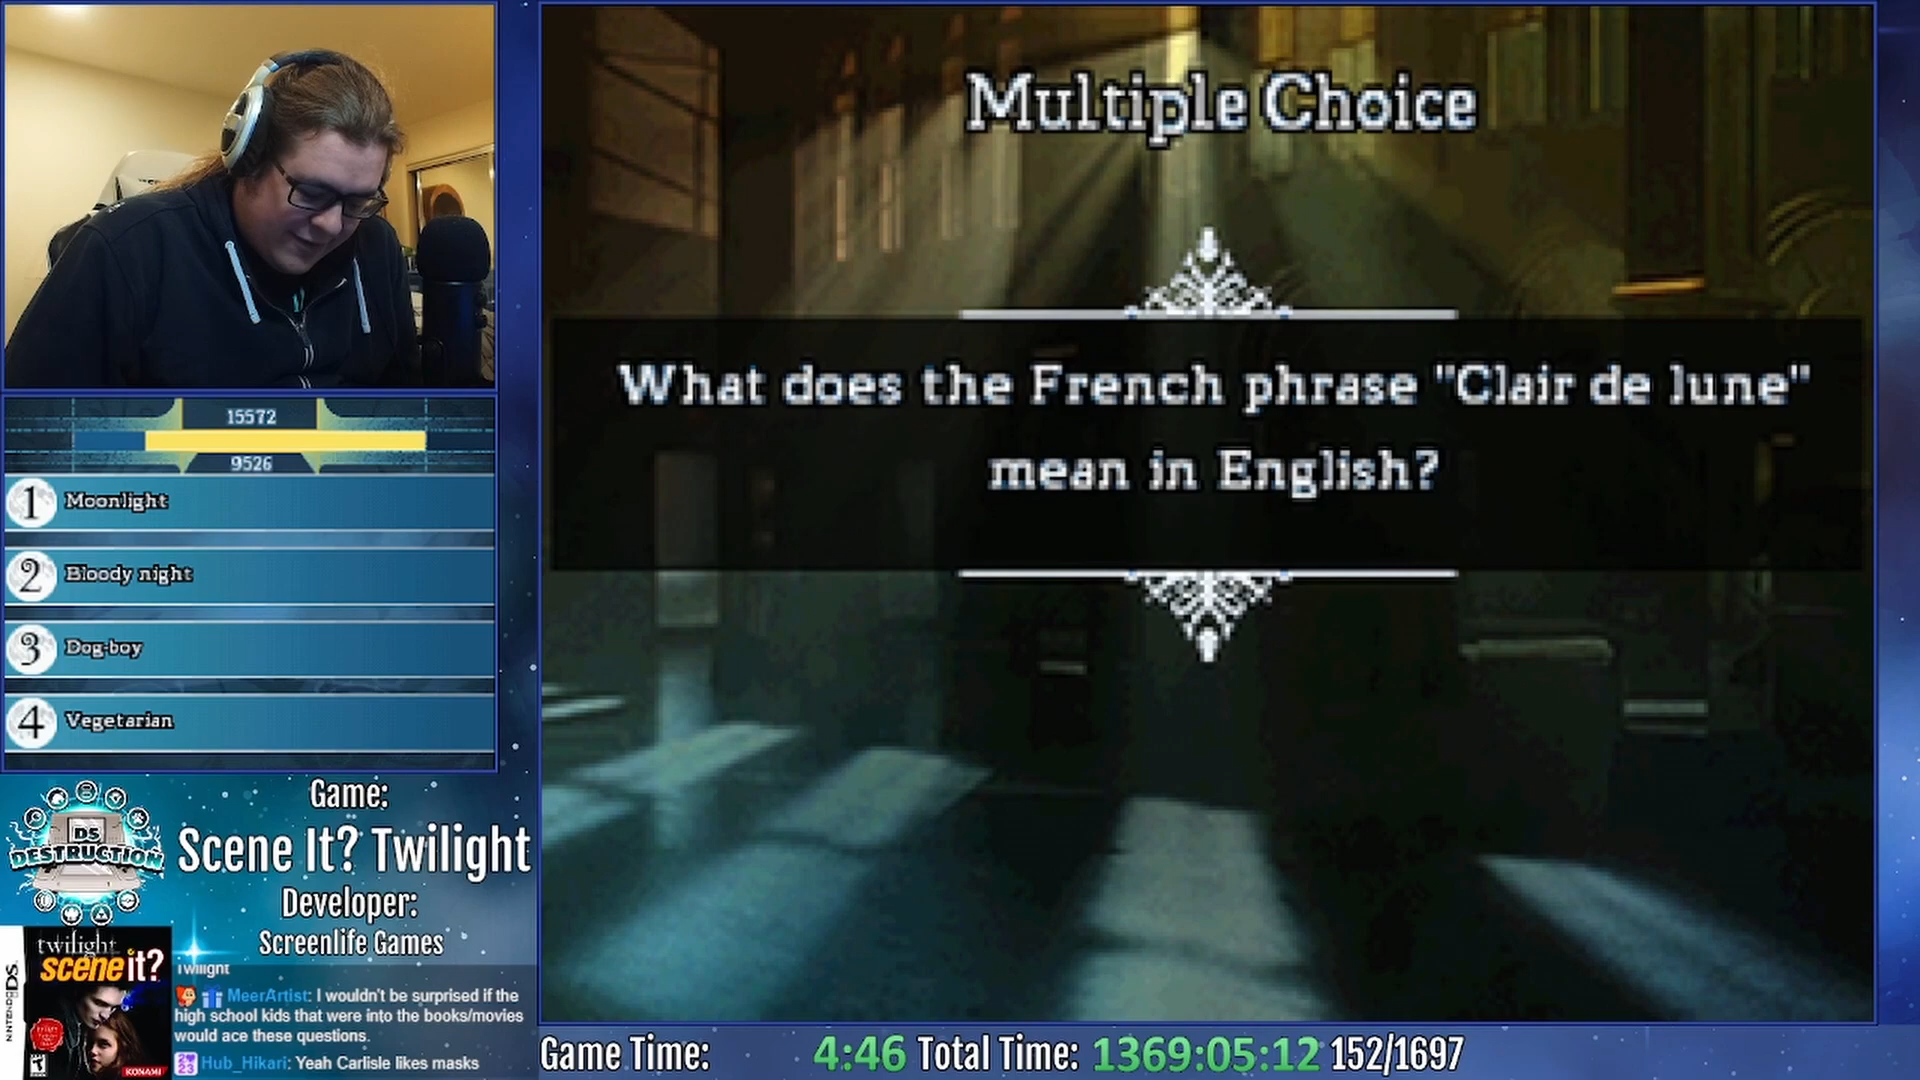 Multiple Choice
What does the French phrase "Clair de lune"
mean in English?
15572
9526
1 Moonlight
2 Bloody night
3 Dog-boy
4 Vegetarian
DS
DESTRUCTION
Game:
Scene It? Twilight
Developer:
Screenlife Games
NINTENDO DS
twilight
scene it?
T
KONAMI
Twilight
MeerArtist: I wouldn't be surprised if the
high school kids that were into the books/movies
would ace these questions.
Hub_Hikari: Yeah Carlisle likes masks
Game Time: 4:46 Total Time: 1369:05:12 152/1697